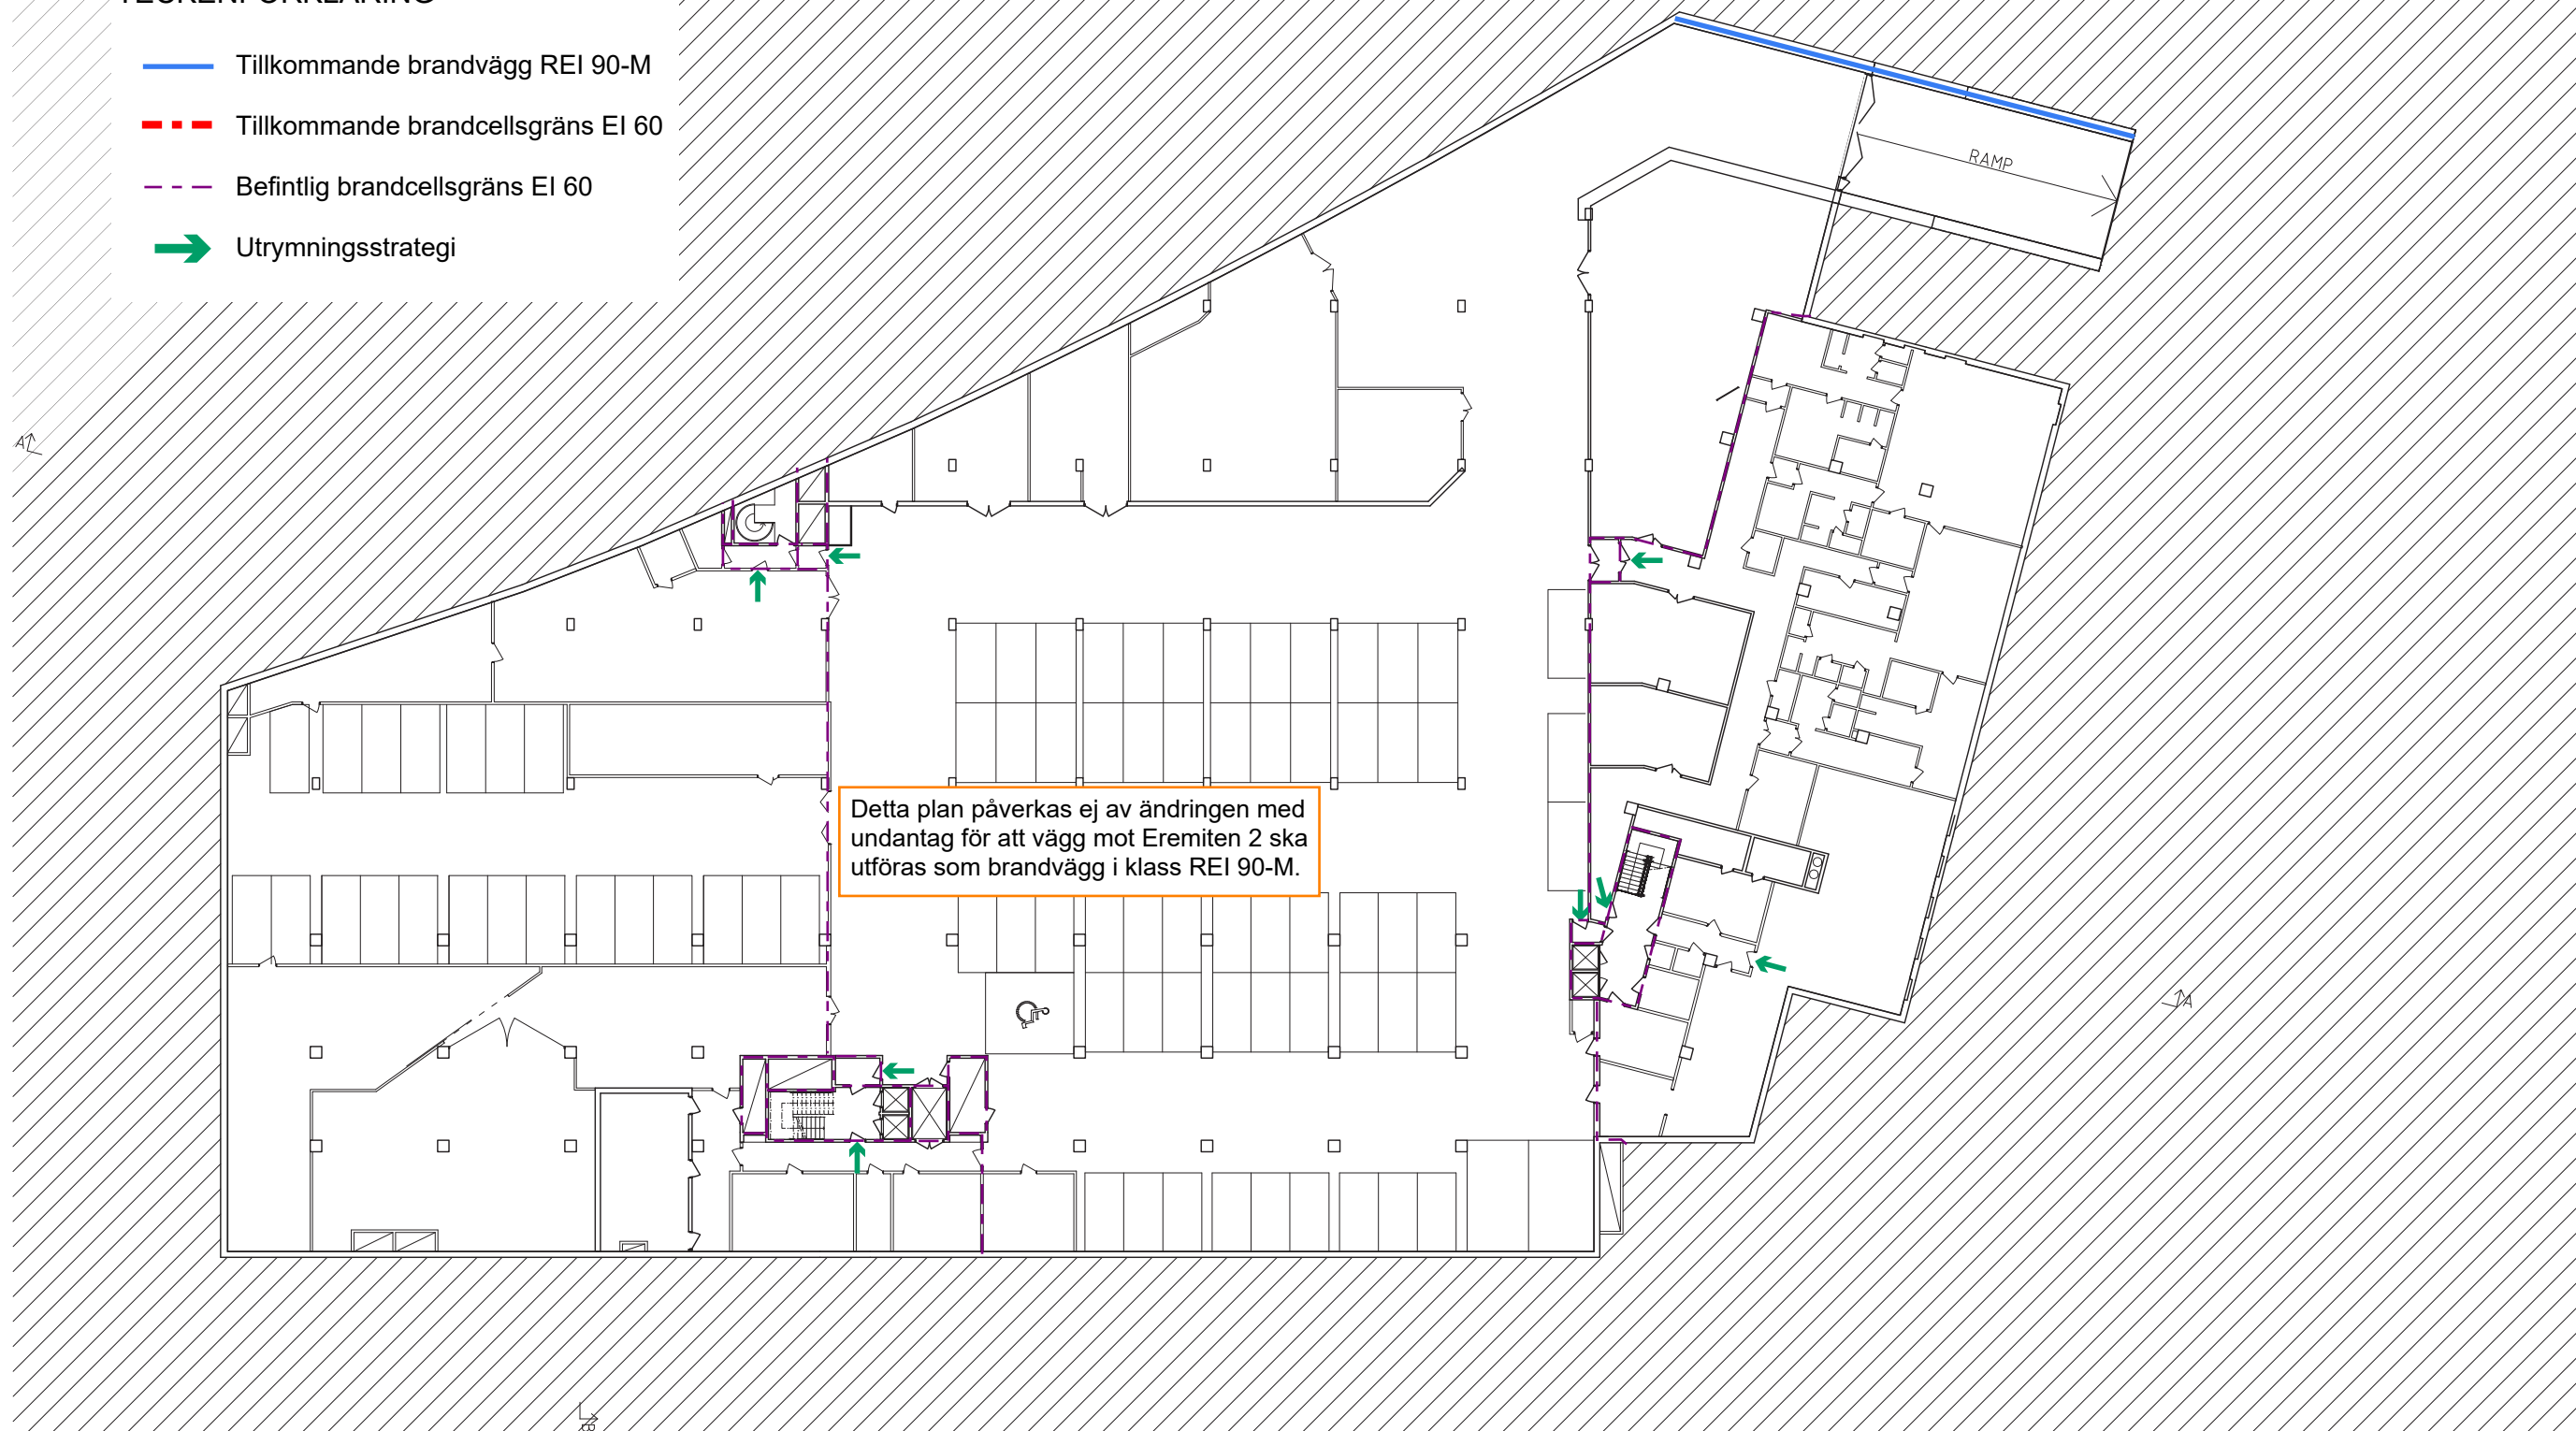 Tillkommande brandvägg REI 90-M
Tillkommande brandcellsgräns EI 60
Befintlig brandcellsgräns EI 60
Utrymningsstrategi
RAMP
A
Detta plan påverkas ej av ändringen med
undantag för att vägg mot Eremiten 2 ska
utföras som brandvägg i klass REI 90-M.
A
B